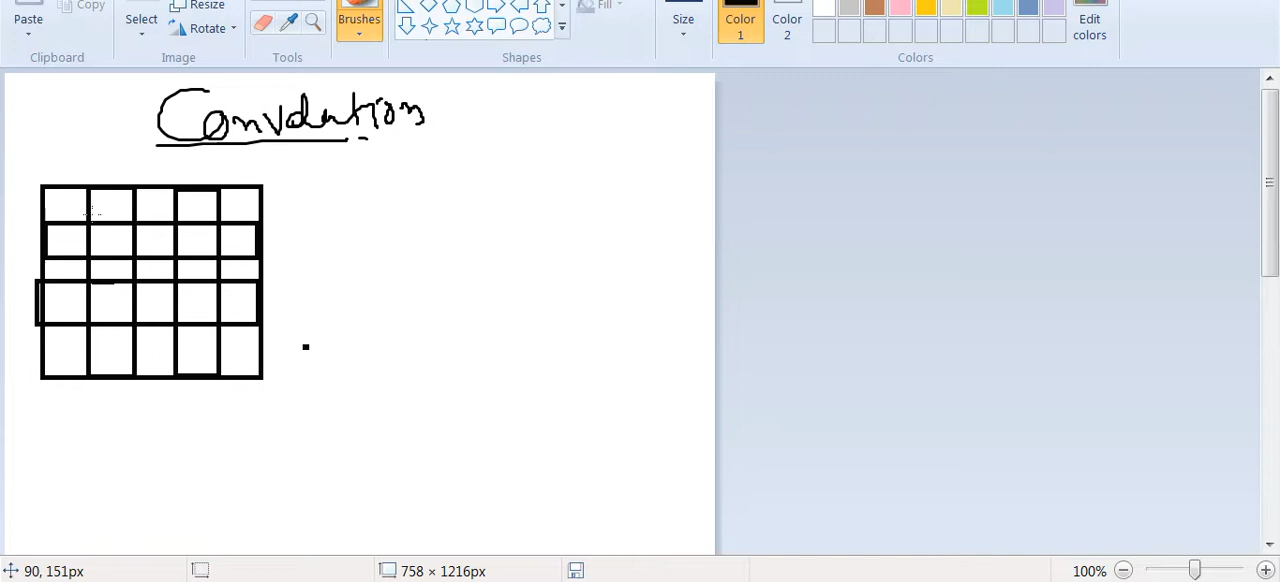 Copy
Resize
Paste
Select
Rotate
Brushes
Fill
Size
Color 1
Color 2
Edit colors
Clipboard
Image
Tools
Shapes
Colors
Convolution
90, 151px
758 × 1216px
100%